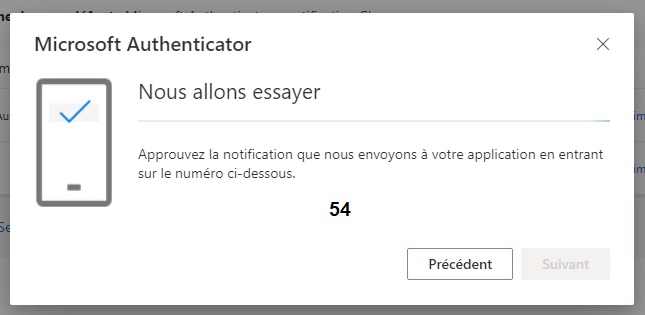 Microsoft Authenticator
Nous allons essayer
Approuvez la notification que nous envoyons à votre application en entrant
sur le numéro ci-dessous.
54
Précédent
Suivant